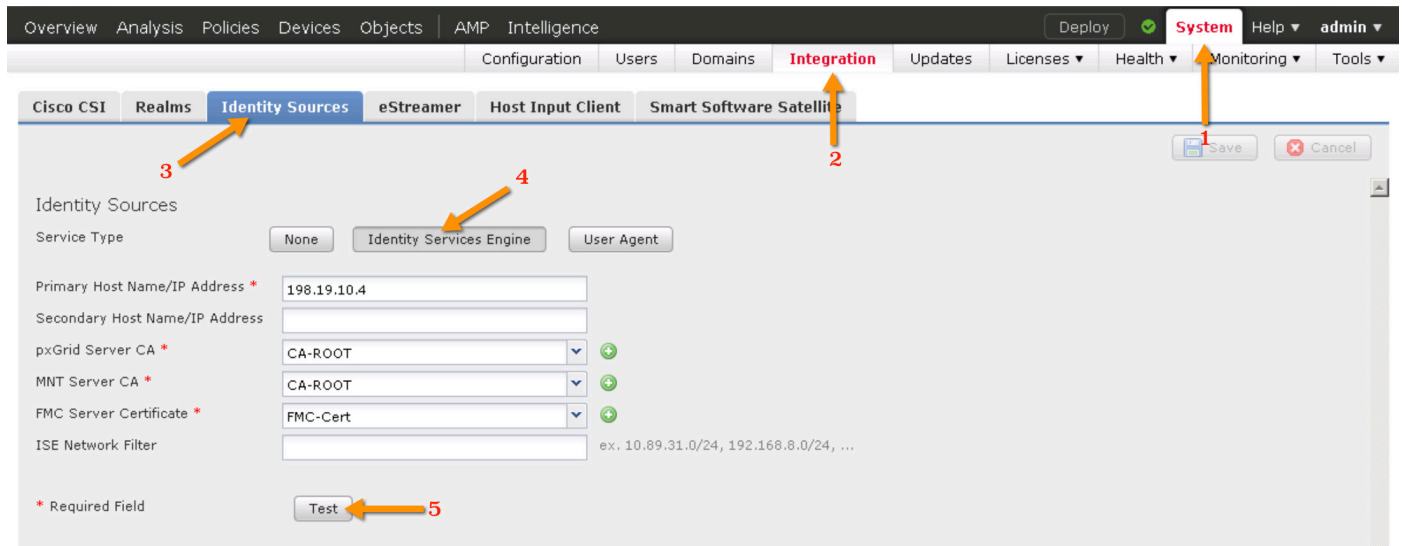 Overview Analysis Policies Devices Objects AMP Intelligence Deploy System Help ▼ admin ▼
Configuration Users Domains Integration Updates Licenses ▼ Health ▼ Monitoring ▼ Tools ▼
Cisco CSI Realms Identity Sources eStreamer Host Input Client Smart Software Satellite
1
2
Save Cancel
3
4
Identity Sources
Service Type None Identity Services Engine User Agent
Primary Host Name/IP Address * 198.19.10.4
Secondary Host Name/IP Address
pxGrid Server CA * CA-ROOT
MNT Server CA * CA-ROOT
FMC Server Certificate * FMC-Cert
ISE Network Filter ex. 10.89.31.0/24, 192.168.8.0/24, ...
* Required Field Test 5